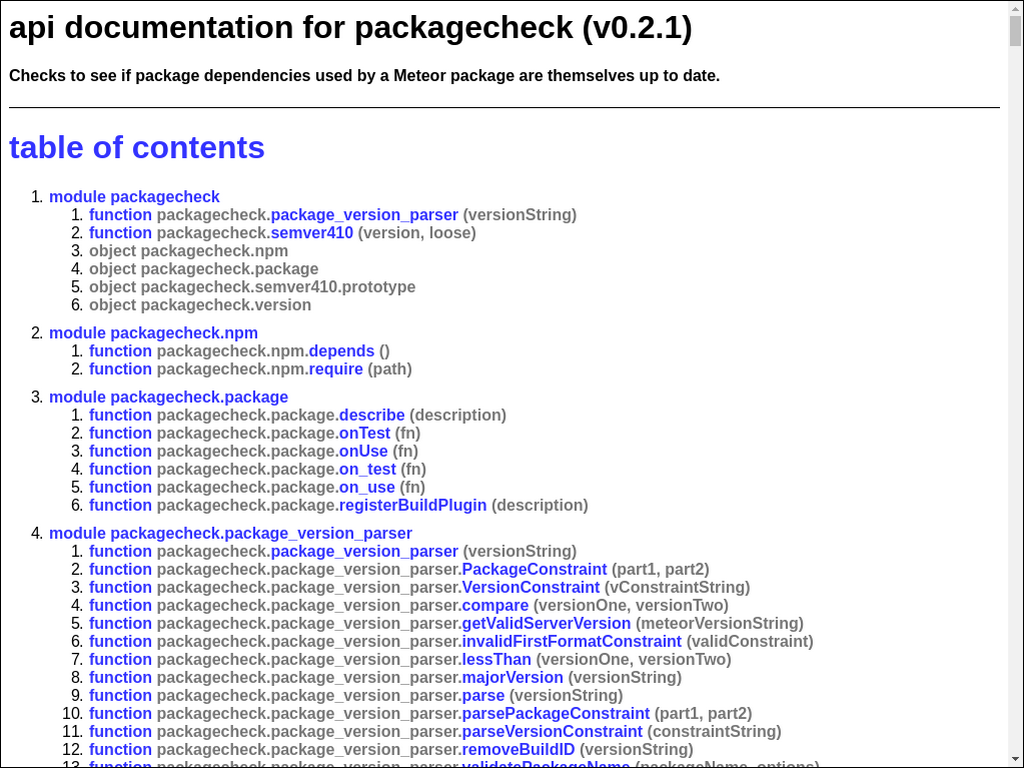 api documentation for packagecheck (v0.2.1)
Checks to see if package dependencies used by a Meteor package are themselves up to date.
table of contents
1. module packagecheck
1. function packagecheck.package_version_parser (versionString)
2. function packagecheck.semver410 (version, loose)
3. object packagecheck.npm
4. object packagecheck.package
5. object packagecheck.semver410.prototype
6. object packagecheck.version
2. module packagecheck.npm
1. function packagecheck.npm.depends ()
2. function packagecheck.npm.require (path)
3. module packagecheck.package
1. function packagecheck.package.describe (description)
2. function packagecheck.package.onTest (fn)
3. function packagecheck.package.onUse (fn)
4. function packagecheck.package.on_test (fn)
5. function packagecheck.package.on_use (fn)
6. function packagecheck.package.registerBuildPlugin (description)
4. module packagecheck.package_version_parser
1. function packagecheck.package_version_parser (versionString)
2. function packagecheck.package_version_parser.PackageConstraint (part1, part2)
3. function packagecheck.package_version_parser.VersionConstraint (vConstraintString)
4. function packagecheck.package_version_parser.compare (versionOne, versionTwo)
5. function packagecheck.package_version_parser.getValidServerVersion (meteorVersionString)
6. function packagecheck.package_version_parser.invalidFirstFormatConstraint (validConstraint)
7. function packagecheck.package_version_parser.lessThan (versionOne, versionTwo)
8. function packagecheck.package_version_parser.majorVersion (versionString)
9. function packagecheck.package_version_parser.parse (versionString)
10. function packagecheck.package_version_parser.parsePackageConstraint (part1, part2)
11. function packagecheck.package_version_parser.parseVersionConstraint (constraintString)
12. function packagecheck.package_version_parser.removeBuildID (versionString)
13. function packagecheck.package_version_parser.validatePackageName (packageName, options)